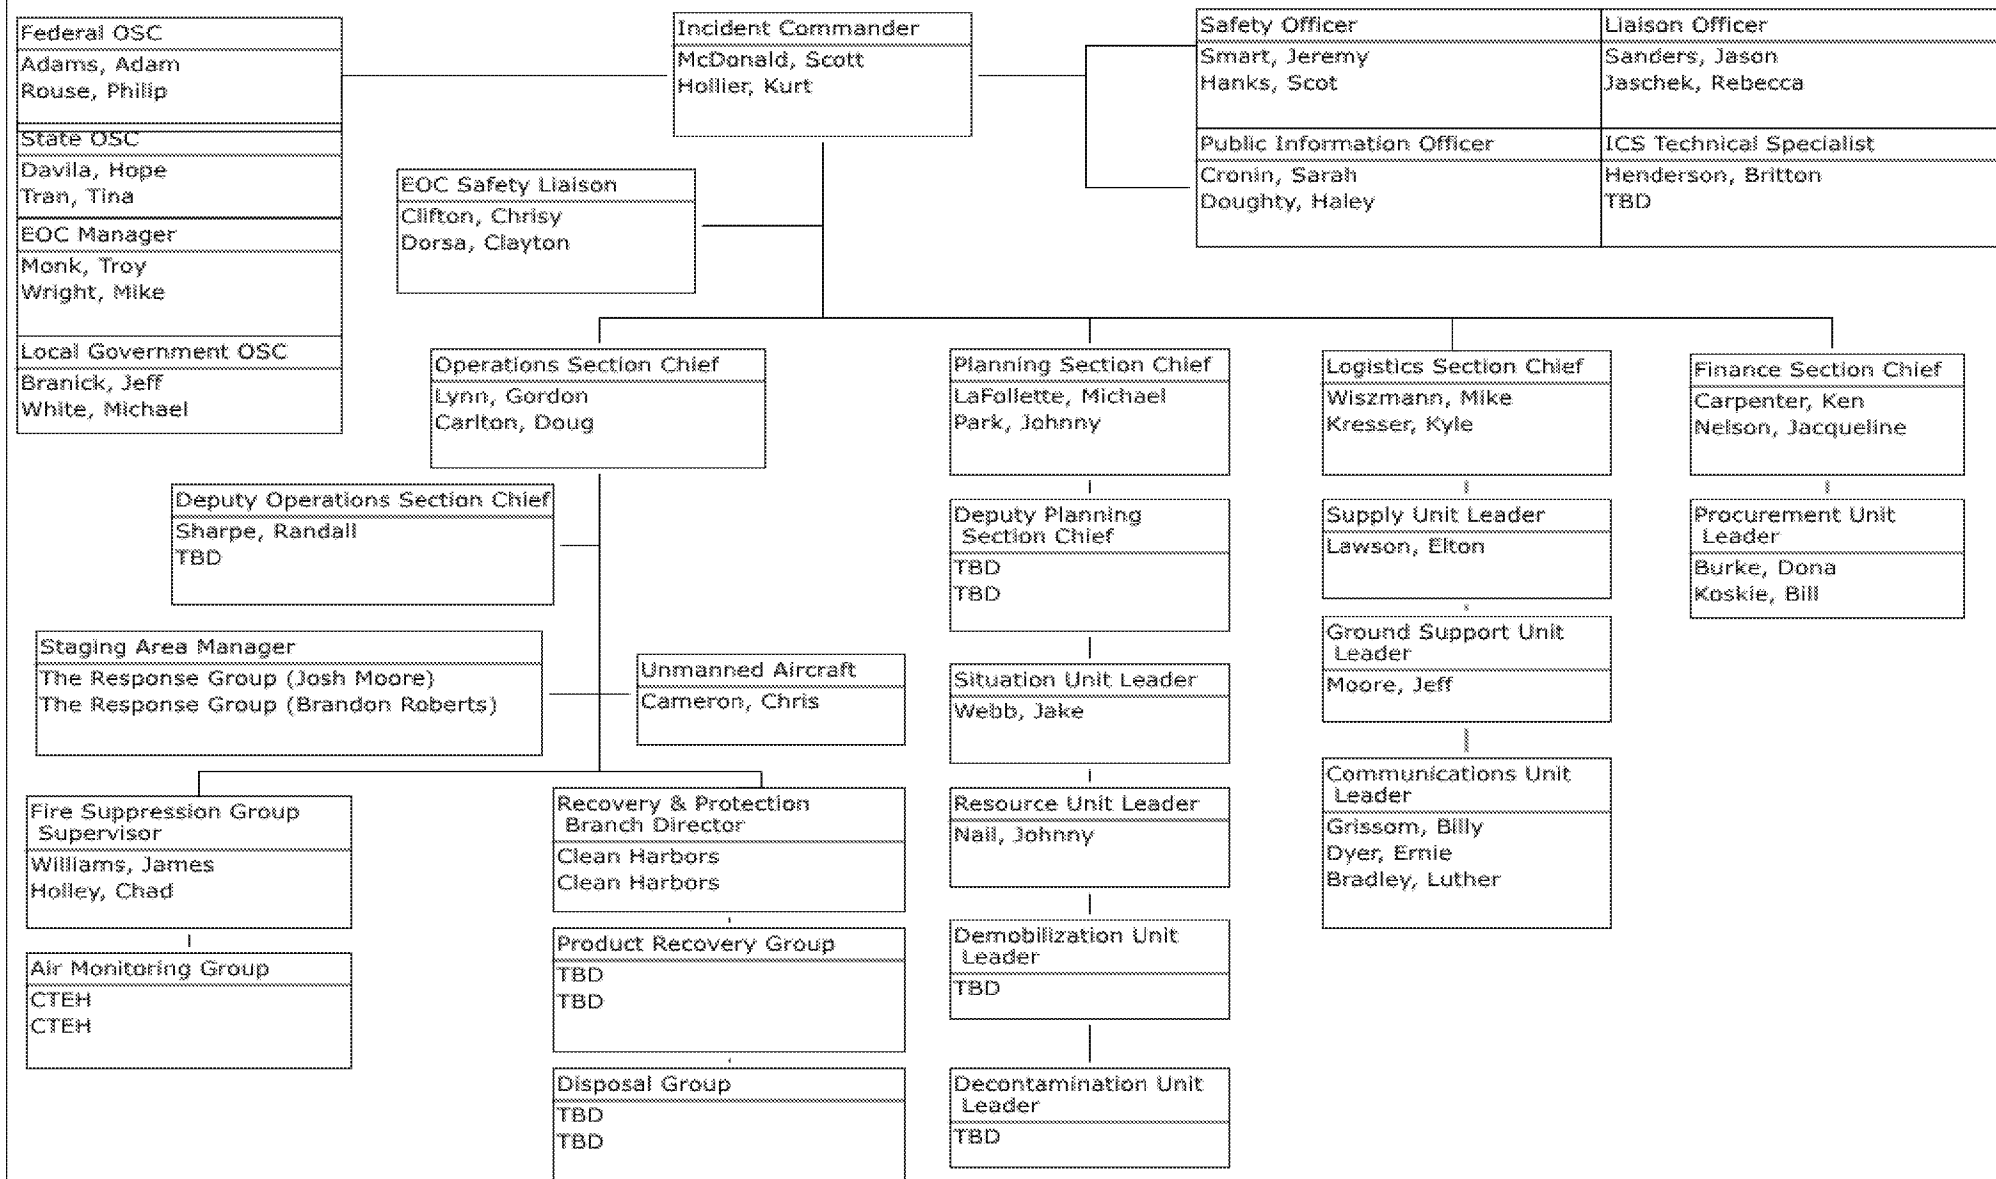 Federal OSC
Adams, Adam
Rouse, Philip
State OSC
Davila, Hope
Tran, Tina
EOC Manager
Monk, Troy
Wright, Mike
Local Government OSC
Branick, Jeff
White, Michael
Incident Commander
McDonald, Scott
Hollier, Kurt
Safety Officer
Smart, Jeremy
Hanks, Scot
Liaison Officer
Sanders, Jason
Jaschek, Rebecca
Public Information Officer
Cronin, Sarah
Doughty, Haley
ICS Technical Specialist
Henderson, Britton
TBD
EOC Safety Liaison
Clifton, Chrisy
Dorsa, Clayton
Operations Section Chief
Lynn, Gordon
Carlton, Doug
Deputy Operations Section Chief
Sharpe, Randall
TBD
Staging Area Manager
The Response Group (Josh Moore)
The Response Group (Brandon Roberts)
Unmanned Aircraft
Cameron, Chris
Fire Suppression Group
Supervisor
Williams, James
Holley, Chad
Air Monitoring Group
CTEH
CTEH
Recovery & Protection
Branch Director
Clean Harbors
Clean Harbors
Product Recovery Group
TBD
TBD
Disposal Group
TBD
TBD
Planning Section Chief
LaFollette, Michael
Park, Johnny
Deputy Planning
Section Chief
TBD
TBD
Situation Unit Leader
Webb, Jake
Resource Unit Leader
Nail, Johnny
Demobilization Unit
Leader
TBD
Decontamination Unit
Leader
TBD
Logistics Section Chief
Wiszmann, Mike
Kresser, Kyle
Supply Unit Leader
Lawson, Elton
Ground Support Unit
Leader
Moore, Jeff
Communications Unit
Leader
Grissom, Billy
Dyer, Ernie
Bradley, Luther
Finance Section Chief
Carpenter, Ken
Nelson, Jacqueline
Procurement Unit
Leader
Burke, Dona
Koskie, Bill